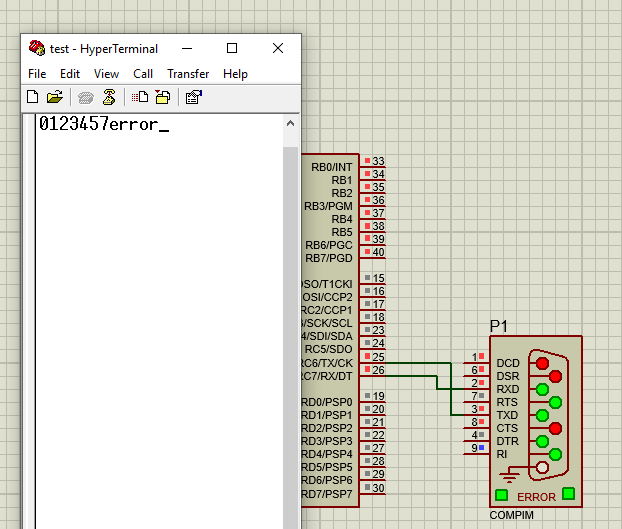 test - HyperTerminal
File Edit View Call Transfer Help
0123457error_
33
RB0/INT
34
RB1
35
RB2
36
RB3/PGM
37
RB4
38
RB5
39
RB6/PGC
40
RB7/PGD
15
OSO/T1CKI
16
OSI/CCP2
17
RC2/CCP1
18
3/SCK/SCL
23
4/SDI/SDA
24
RC5/SDO
25
RC6/TX/CK
26
RC7/RX/DT
19
RD0/PSP0
20
RD1/PSP1
21
RD2/PSP2
22
RD3/PSP3
27
RD4/PSP4
28
RD5/PSP5
29
RD6/PSP6
30
RD7/PSP7
P1
1 DCD
6 DSR
2 RXD
7 RTS
3 TXD
8 CTS
4 DTR
9 RI
ERROR
COMPIM